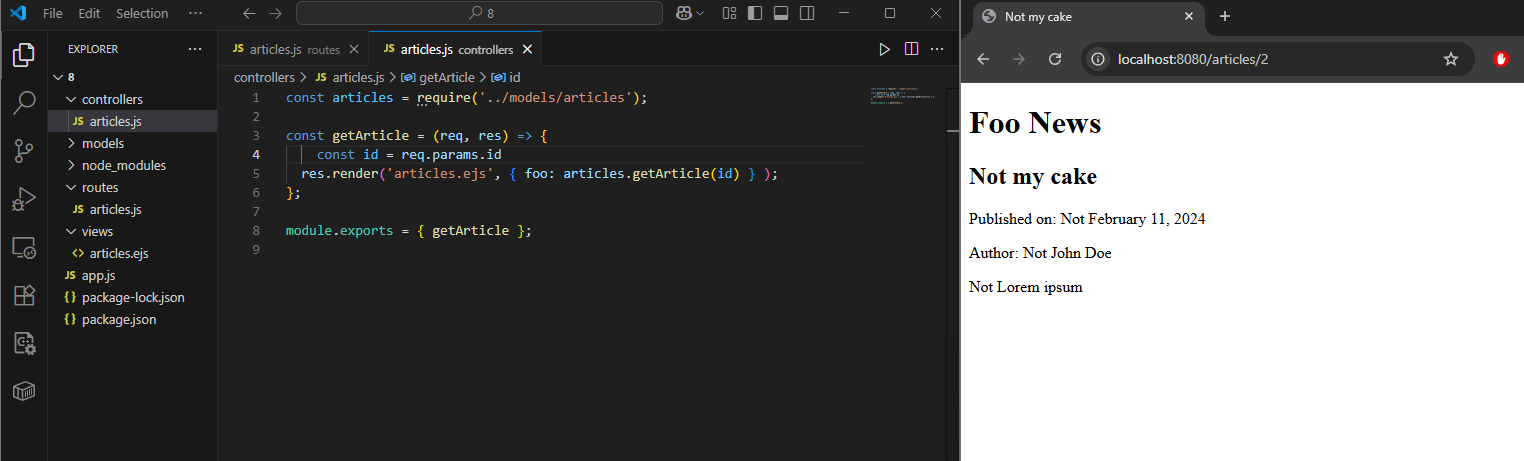 File Edit Selection ··· 8
EXPLORER ···
8
controllers
JS articles.js
models
node_modules
routes
JS articles.js
views
<> articles.ejs
JS app.js
{} package-lock.json
{} package.json
JS articles.js routes
JS articles.js controllers
controllers > JS articles.js > getArticle > id
1 const articles = require('../models/articles');
2
3 const getArticle = (req, res) => {
4 const id = req.params.id
5 res.render('articles.ejs', { foo: articles.getArticle(id) } );
6 };
7
8 module.exports = { getArticle };
9
Not my cake
localhost:8080/articles/2
Foo News
Not my cake
Published on: Not February 11, 2024
Author: Not John Doe
Not Lorem ipsum